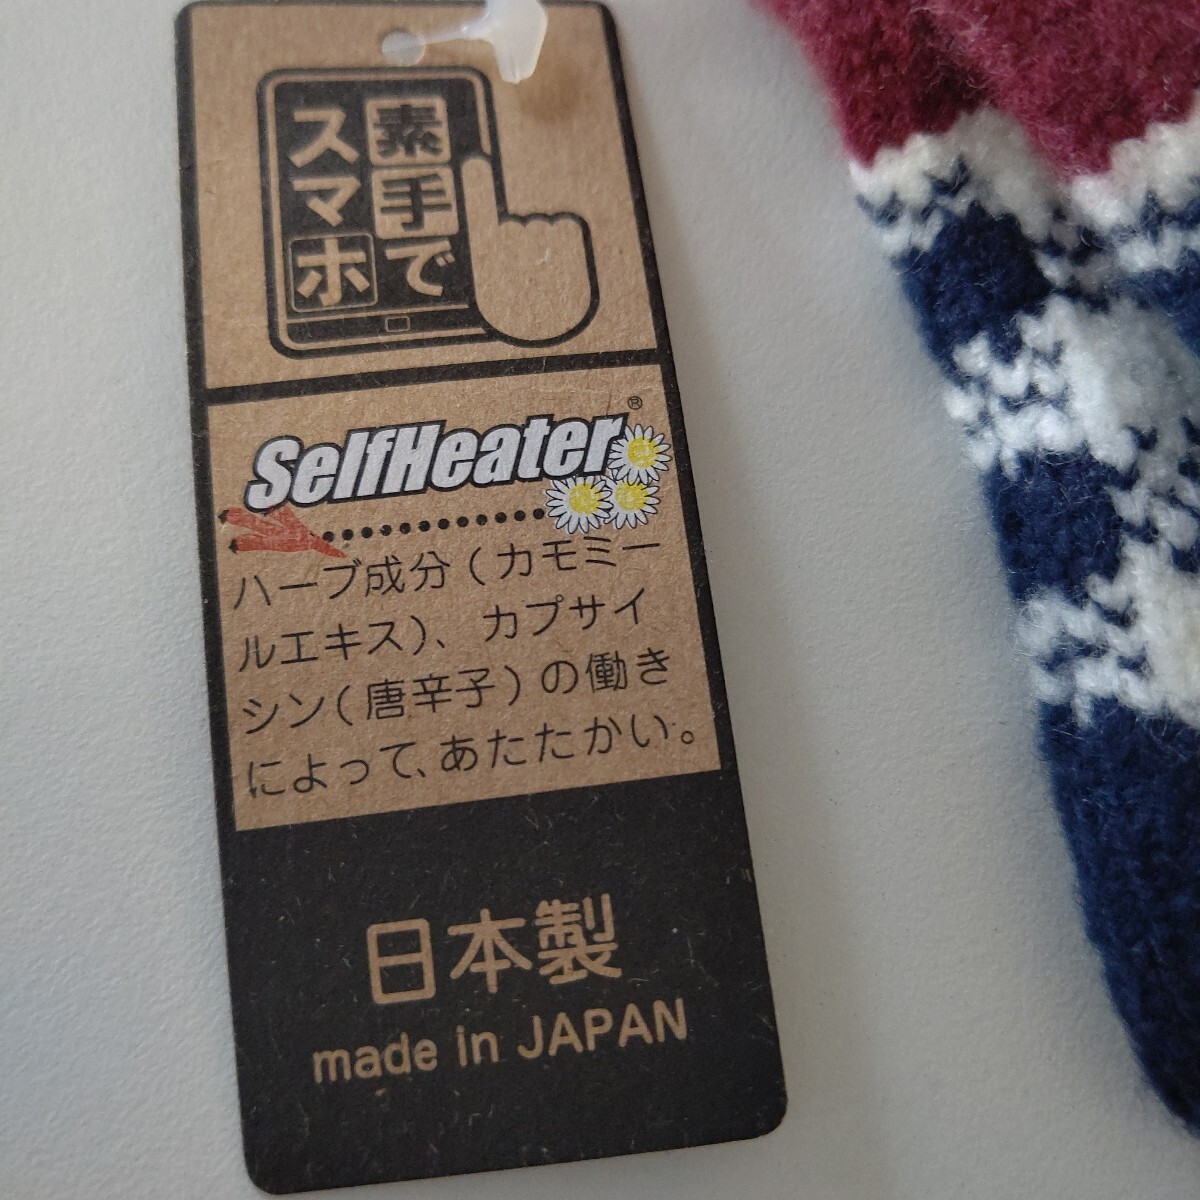 素手で
スマホ
SelfHeater®
ハーブ成分(カモミー
ルエキス)、カプサイ
シン(唐辛子)の働き
によって、あたたかい。
日本製
made in JAPAN